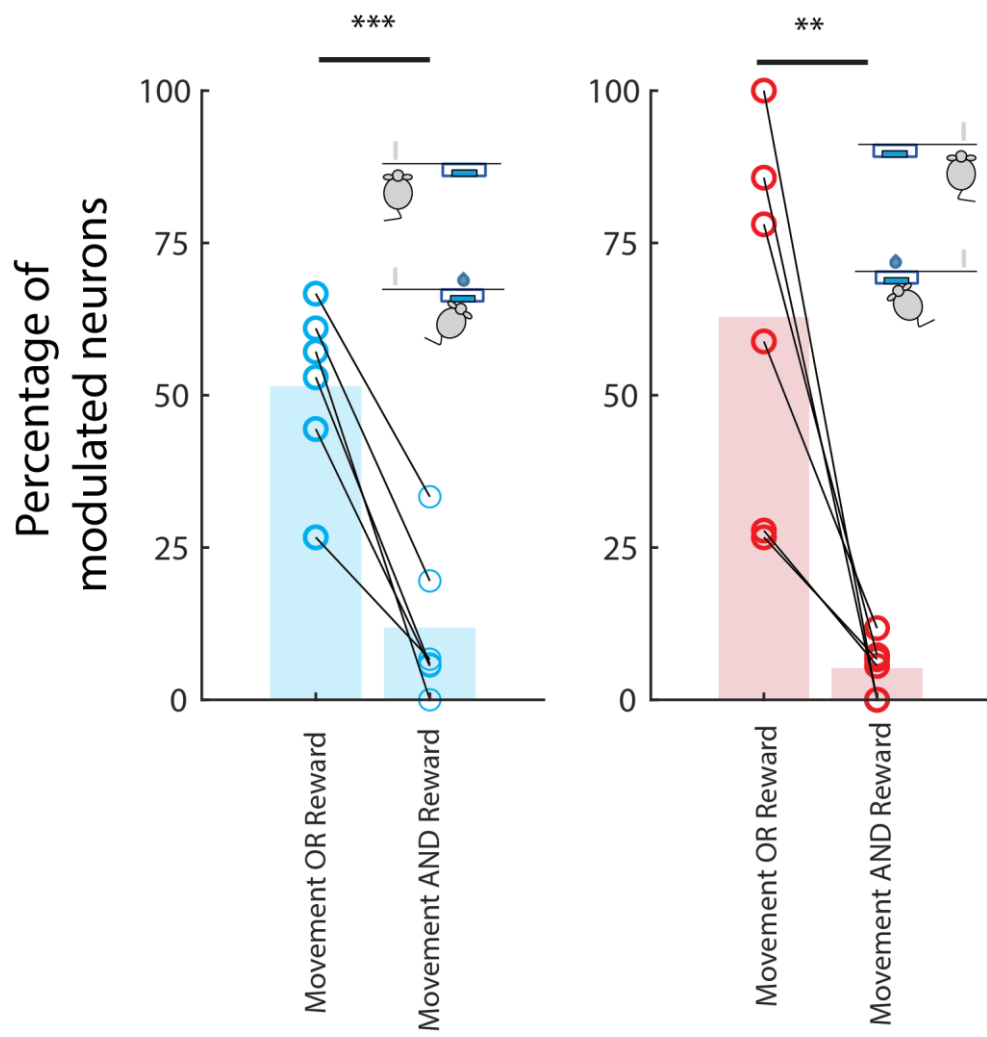 ***
**
Percentage of
modulated neurons
100
75
50
25
0
Movement OR Reward
Movement AND Reward
100
75
50
25
0
Movement OR Reward
Movement AND Reward